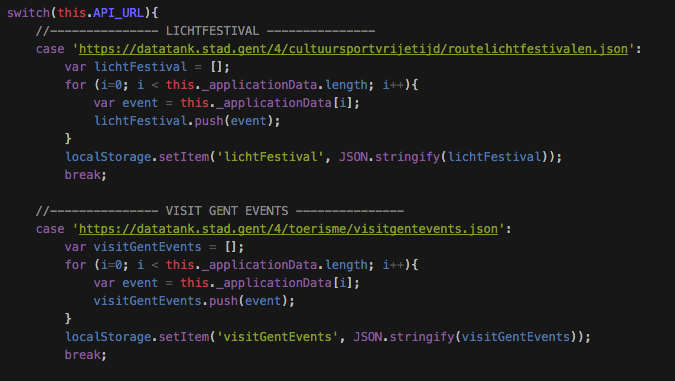 switch(this.API_URL){
//--------------- LICHTFESTIVAL ---------------
case 'https://datatank.stad.gent/4/cultuursportvrijetijd/routelichtfestivalen.json':
var lichtFestival = [];
for (i=0; i < this._applicationData.length; i++){
var event = this._applicationData[i];
lichtFestival.push(event);
}
localStorage.setItem('lichtFestival', JSON.stringify(lichtFestival));
break;
//--------------- VISIT GENT EVENTS ---------------
case 'https://datatank.stad.gent/4/toerisme/visitgentevents.json':
var visitGentEvents = [];
for (i=0; i < this._applicationData.length; i++){
var event = this._applicationData[i];
visitGentEvents.push(event);
}
localStorage.setItem('visitGentEvents', JSON.stringify(visitGentEvents));
break;